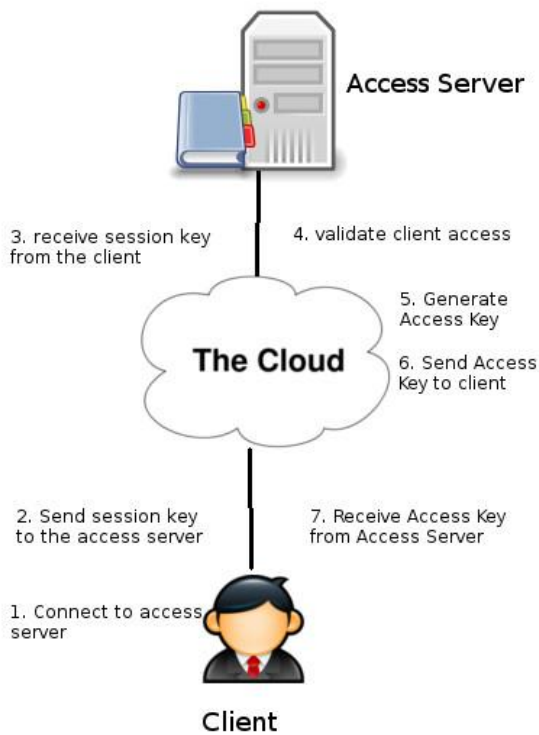 Access Server
3. receive session key
from the client
4. validate client access
5. Generate
Access Key
The Cloud
6. Send Access
Key to client
2. Send session key
to the access server
7. Receive Access Key
from Access Server
1. Connect to access
server
Client